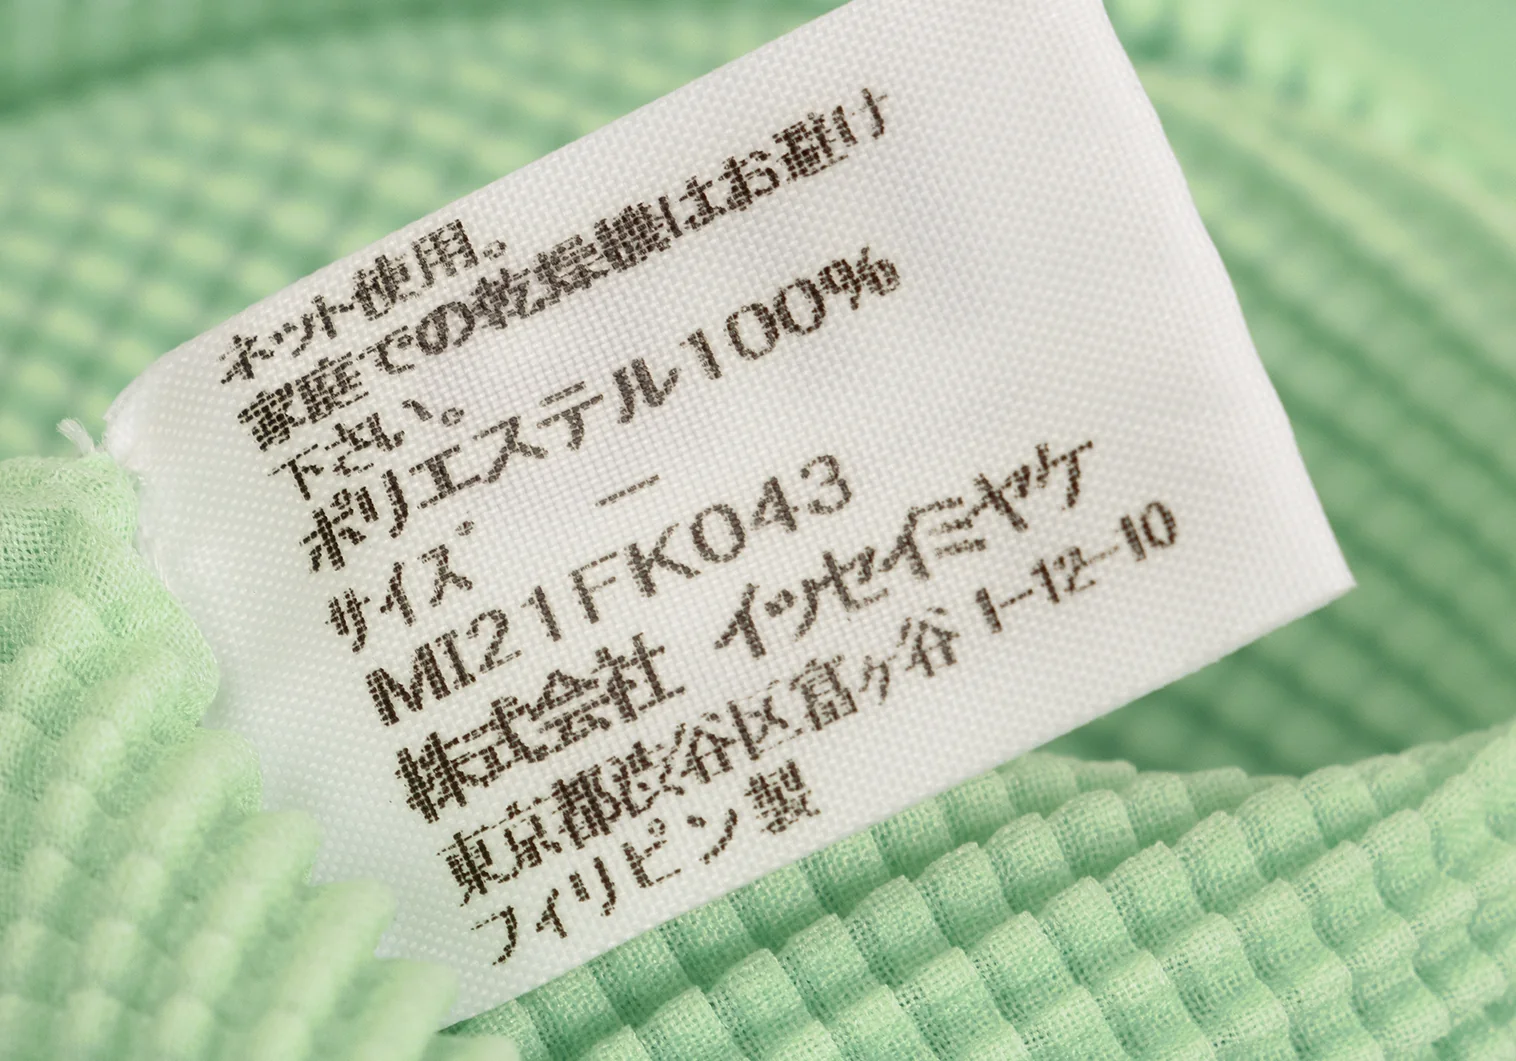 ネット使用。
家庭での乾燥機はお避け
下さい。
ポリエステル100%
サイズ ー
MI21FK043
株式会社 イッセイミヤケ
東京都渋谷区富ヶ谷1-12-10
フィリピン製